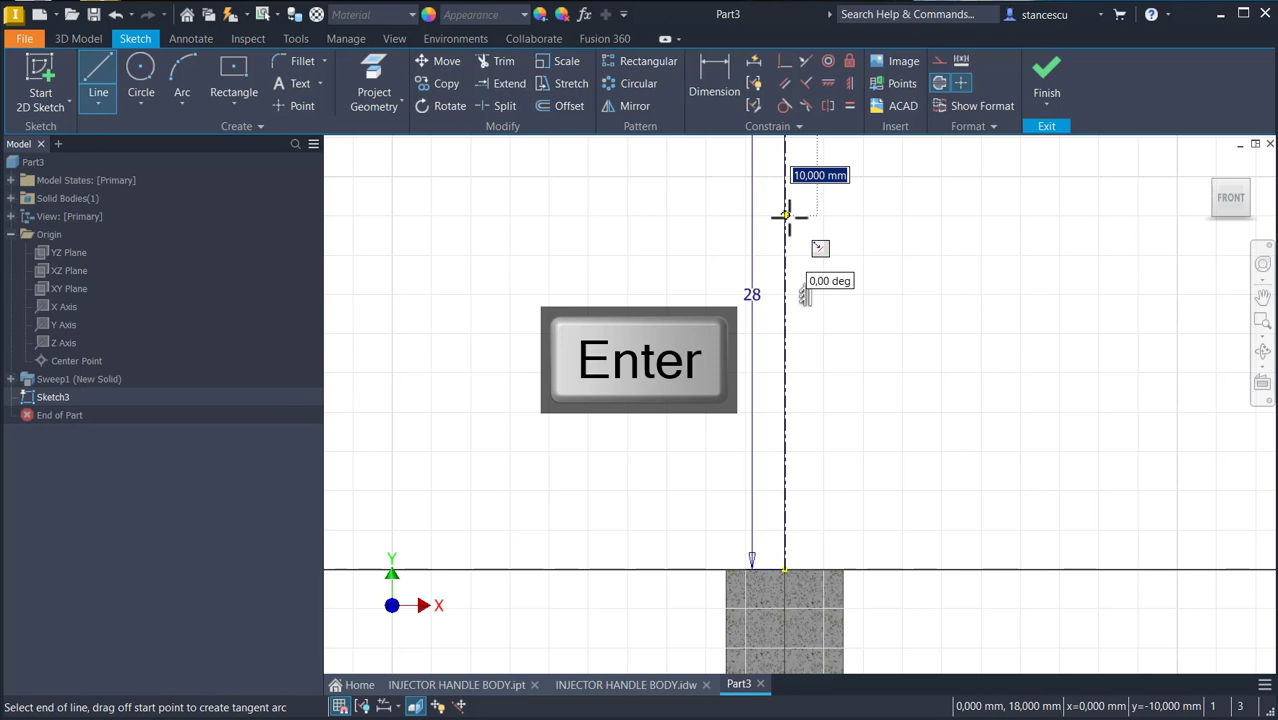 Material
Appearance
Part3
Search Help & Commands...
stancescu
File
3D Model
Sketch
Annotate
Inspect
Tools
Manage
View
Environments
Collaborate
Fusion 360
Start
2D Sketch
Line
Circle
Arc
Rectangle
Fillet
Text
Point
Project
Geometry
Move
Copy
Rotate
Trim
Extend
Split
Scale
Stretch
Offset
Rectangular
Circular
Mirror
Dimension
Image
Points
ACAD
Show Format
Finish
Sketch
Create
Modify
Pattern
Constrain
Insert
Format
Exit
Model
Part3
Model States: [Primary]
Solid Bodies(1)
View: [Primary]
Origin
YZ Plane
XZ Plane
XY Plane
X Axis
Y Axis
Z Axis
Center Point
Sweep1 (New Solid)
Sketch3
End of Part
10,000 mm
FRONT
0,00 deg
28
Enter
Y
X
Home
INJECTOR HANDLE BODY.ipt
INJECTOR HANDLE BODY.idw
Part3
Select end of line, drag off start point to create tangent arc
0,000 mm, 18,000 mm
x=0,000 mm; y=-10,000 mm
1
3